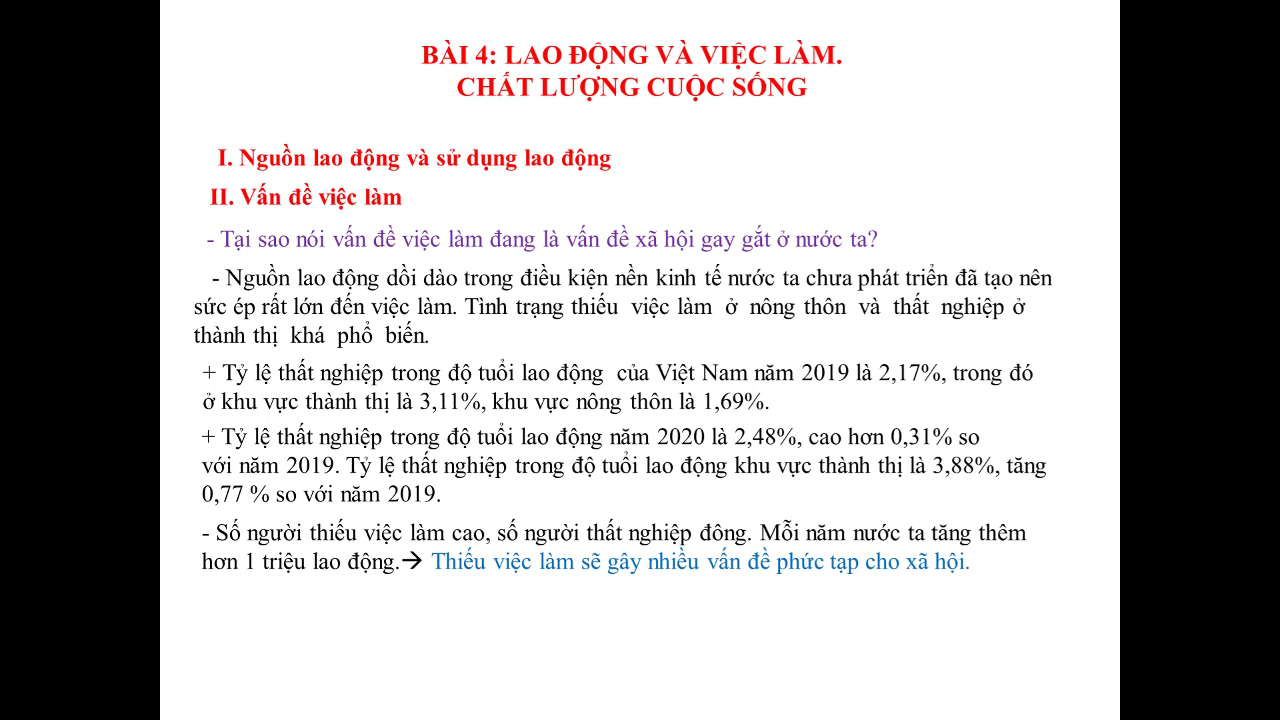 BÀI 4: LAO ĐỘNG VÀ VIỆC LÀM.
CHẤT LƯỢNG CUỘC SỐNG
I. Nguồn lao động và sử dụng lao động
II. Vấn đề việc làm
- Tại sao nói vấn đề việc làm đang là vấn đề xã hội gay gắt ở nước ta?
- Nguồn lao động dồi dào trong điều kiện nền kinh tế nước ta chưa phát triển đã tạo nên
sức ép rất lớn đến việc làm. Tình trạng thiếu việc làm ở nông thôn và thất nghiệp ở
thành thị khá phổ biến.
+ Tỷ lệ thất nghiệp trong độ tuổi lao động của Việt Nam năm 2019 là 2,17%, trong đó
ở khu vực thành thị là 3,11%, khu vực nông thôn là 1,69%.
+ Tỷ lệ thất nghiệp trong độ tuổi lao động năm 2020 là 2,48%, cao hơn 0,31% so
với năm 2019. Tỷ lệ thất nghiệp trong độ tuổi lao động khu vực thành thị là 3,88%, tăng
0,77 % so với năm 2019.
- Số người thiếu việc làm cao, số người thất nghiệp đông. Mỗi năm nước ta tăng thêm
hơn 1 triệu lao động.→ Thiếu việc làm sẽ gây nhiều vấn đề phức tạp cho xã hội.